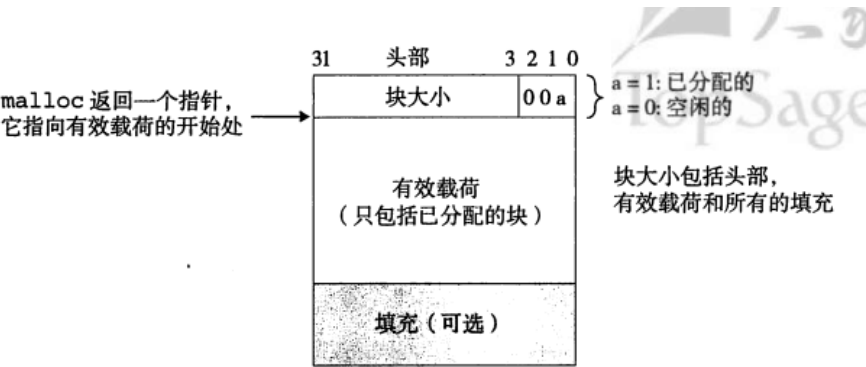 31 头部 3 2 1 0
malloc 返回一个指针，
它指向有效载荷的开始处
块大小 0 0 a
a = 1: 已分配的
a = 0: 空闲的
有效载荷
（只包括已分配的块）
块大小包括头部，
有效载荷和所有的填充
填充（可选）
TopSage